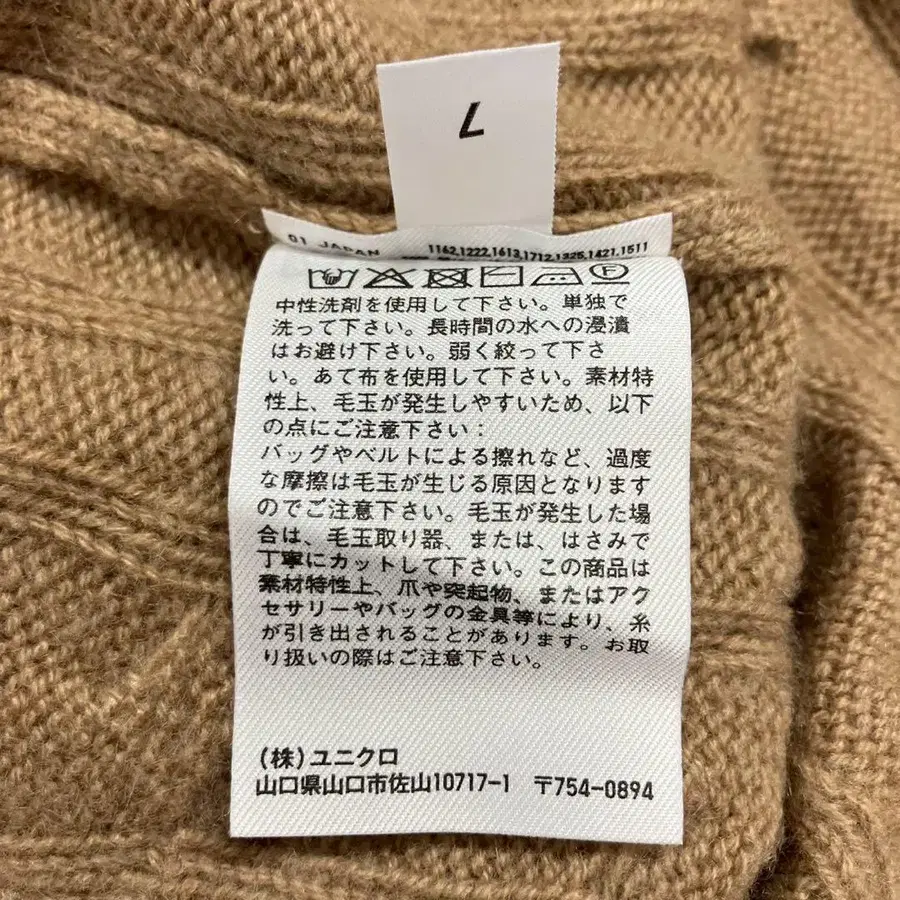 L
01 JAPAN 1162,1222,1613,1712,1325,1421,1511
F
中性洗剤を使用して下さい。単独で
洗って下さい。長時間の水への浸漬
はお避け下さい。弱く絞って下さ
い。あて布を使用して下さい。素材特
性上、毛玉が発生しやすいため、以下
の点にご注意下さい：
バッグやベルトによる擦れなど、過度
な摩擦は毛玉が生じる原因となります
のでご注意下さい。毛玉が発生した場
合は、毛玉取り器、または、はさみで
丁寧にカットして下さい。この商品は
素材特性上、爪や突起物、またはアク
セサリーやバッグの金具等により、糸
が引き出されることがあります。お取
り扱いの際はご注意下さい。
(株)ユニクロ
山口県山口市佐山10717-1 〒754-0894